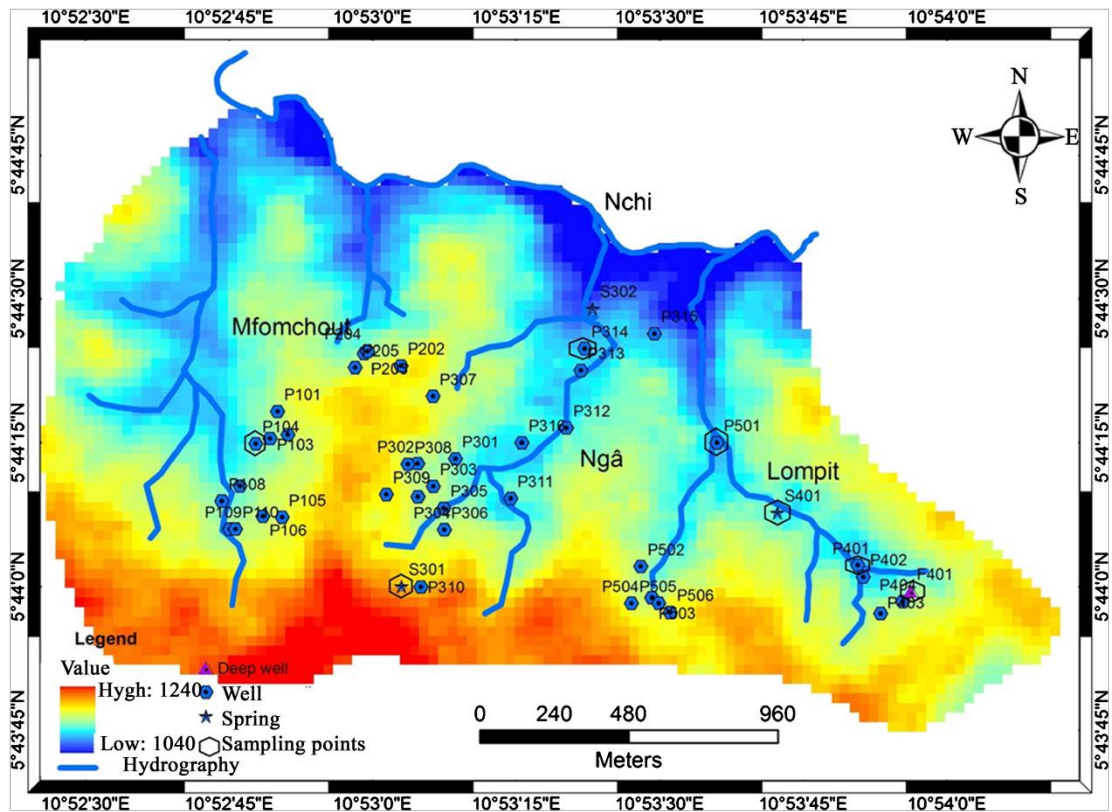 10°52'30"E 10°52'45"E 10°53'0"E 10°53'15"E 10°53'30"E 10°53'45"E 10°54'0"E
N
W E
S
5°44'45"N 5°44'45"N
Nchi
5°44'30"N 5°44'30"N
S302
Mfomchout
P204 P314 P315
P205 P202 P313
P203
P307
P101
P312
P104 P316
P103 P501
5°44'15"N 5°44'15"N
P302 P308 P301
P303 Ngâ Lompit
P108 P309 P305 P311 S401
P105
P109 P110 P304 P306
P106
P401 P402
P502
S301 P404 F401
5°44'0"N 5°44'0"N
P310 P504 P505 P506
P503 P403
Legend
Value Deep well
Hygh: 1240 Well
Spring
Low: 1040 Sampling points
Hydrography
0 240 480 960
Meters
5°43'45"N 5°43'45"N
10°52'30"E 10°52'45"E 10°53'0"E 10°53'15"E 10°53'30"E 10°53'45"E 10°54'0"E